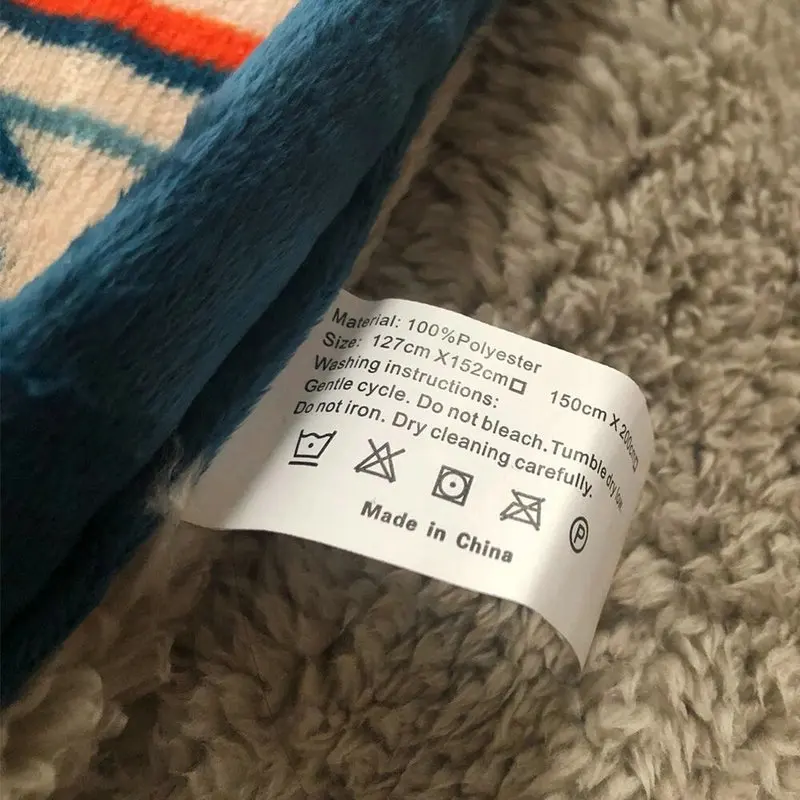 Material: 100%Polyester
Size: 127cm X152cm□ 150cm X 200cm□
Washing instructions:
Gentle cycle. Do not bleach.Tumble dry low.
Do not iron. Dry cleaning carefully.
P
Made in China